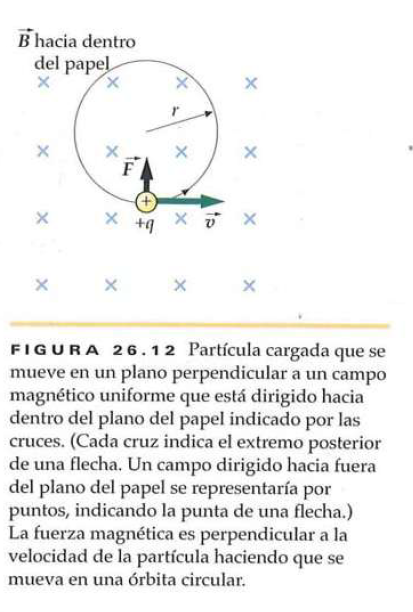 B hacia dentro
del papel
r
F
+
+q
v
FIGURA 26.12 Partícula cargada que se
mueve en un plano perpendicular a un campo
magnético uniforme que está dirigido hacia
dentro del plano del papel indicado por las
cruces. (Cada cruz indica el extremo posterior
de una flecha. Un campo dirigido hacia fuera
del plano del papel se representaría por
puntos, indicando la punta de una flecha.)
La fuerza magnética es perpendicular a la
velocidad de la partícula haciendo que se
mueva en una órbita circular.